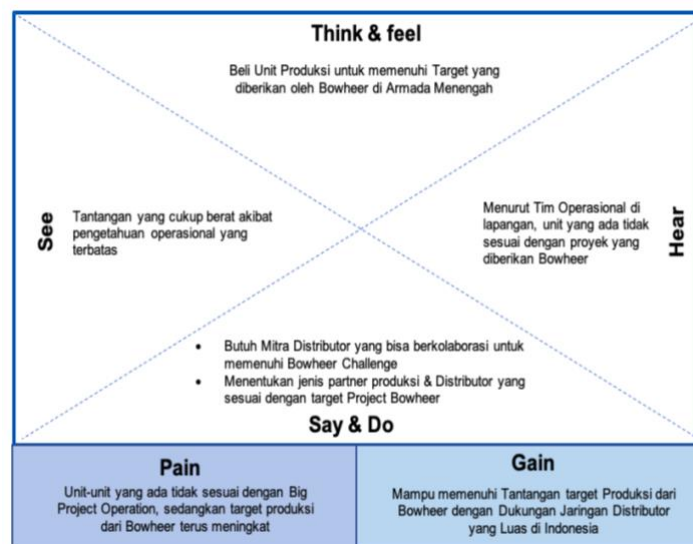 Think & feel
Beli Unit Produksi untuk memenuhi Target yang
diberikan oleh Bowheer di Armada Menengah
See
Tantangan yang cukup berat akibat
pengetahuan operasional yang
terbatas
Menurut Tim Operasional di
lapangan, unit yang ada tidak
sesuai dengan proyek yang
diberikan Bowheer
Hear
• Butuh Mitra Distributor yang bisa berkolaborasi untuk
memenuhi Bowheer Challenge
• Menentukan jenis partner produksi & Distributor yang
sesuai dengan target Project Bowheer
Say & Do
Pain
Unit-unit yang ada tidak sesuai dengan Big
Project Operation, sedangkan target produksi
dari Bowheer terus meningkat
Gain
Mampu memenuhi Tantangan target Produksi dari
Bowheer dengan Dukungan Jaringan Distributor
yang Luas di Indonesia